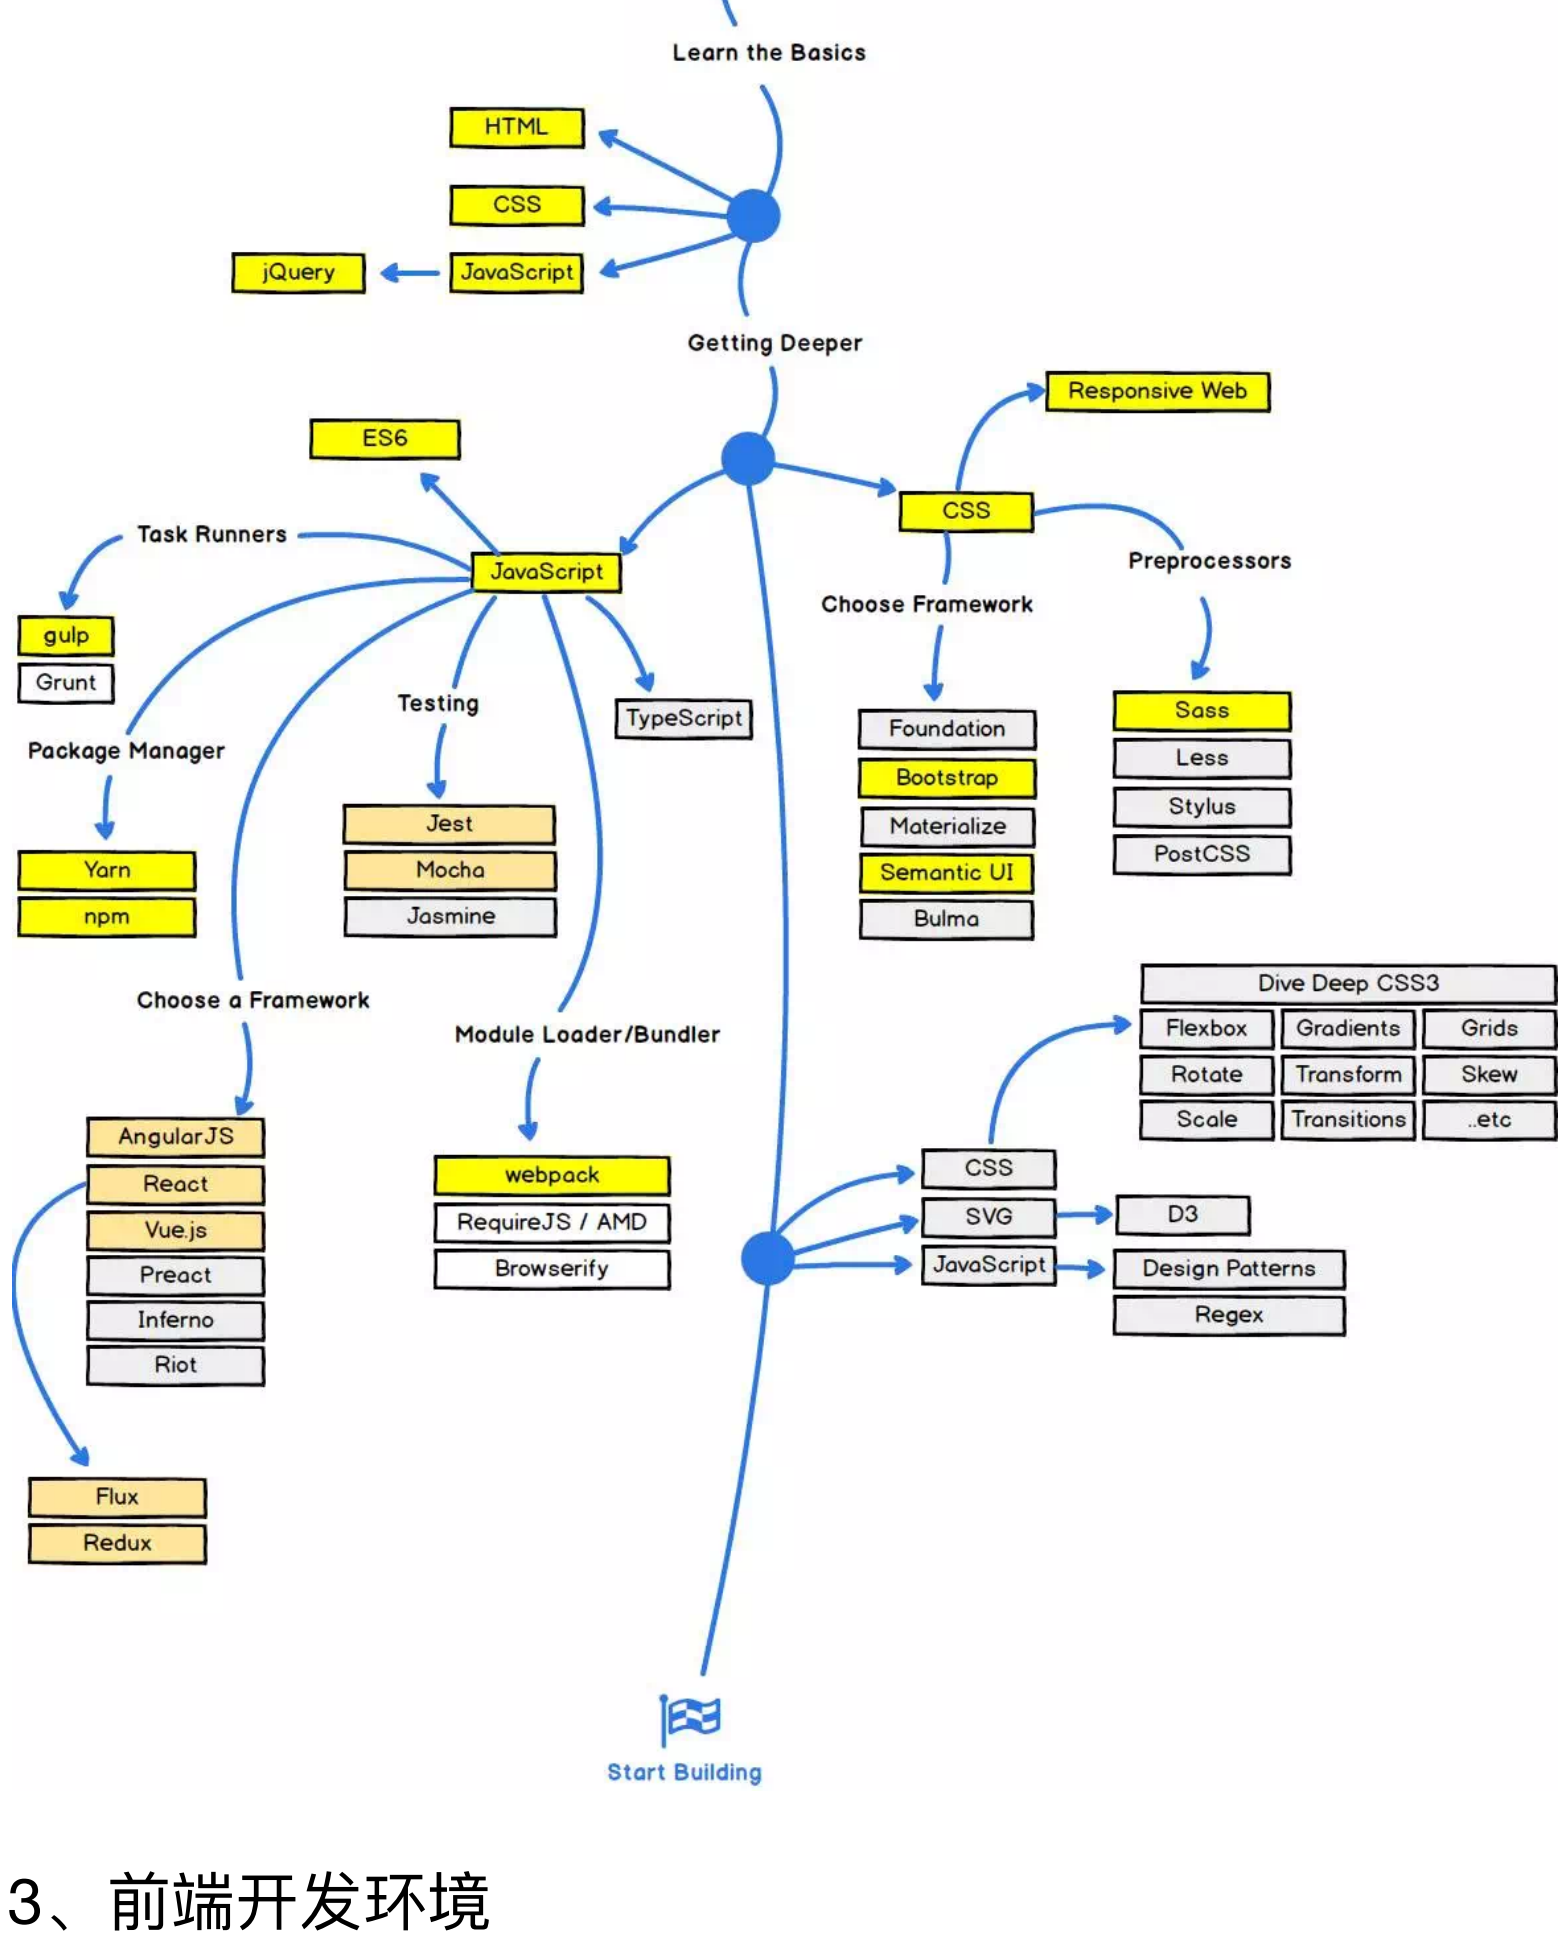 Learn the Basics
HTML
CSS
JavaScript
jQuery
Getting Deeper
Responsive Web
ES6
CSS
Task Runners
JavaScript
Preprocessors
Choose Framework
gulp
Grunt
Testing
TypeScript
Package Manager
Foundation
Bootstrap
Materialize
Semantic UI
Bulma
Sass
Less
Stylus
PostCSS
Jest
Mocha
Jasmine
Yarn
npm
Choose a Framework
Module Loader/Bundler
Dive Deep CSS3
Flexbox Gradients Grids
Rotate Transform Skew
Scale Transitions ..etc
AngularJS
React
Vue.js
Preact
Inferno
Riot
webpack
RequireJS / AMD
Browserify
CSS
SVG
D3
JavaScript
Design Patterns
Regex
Flux
Redux
Start Building
3、前端开发环境